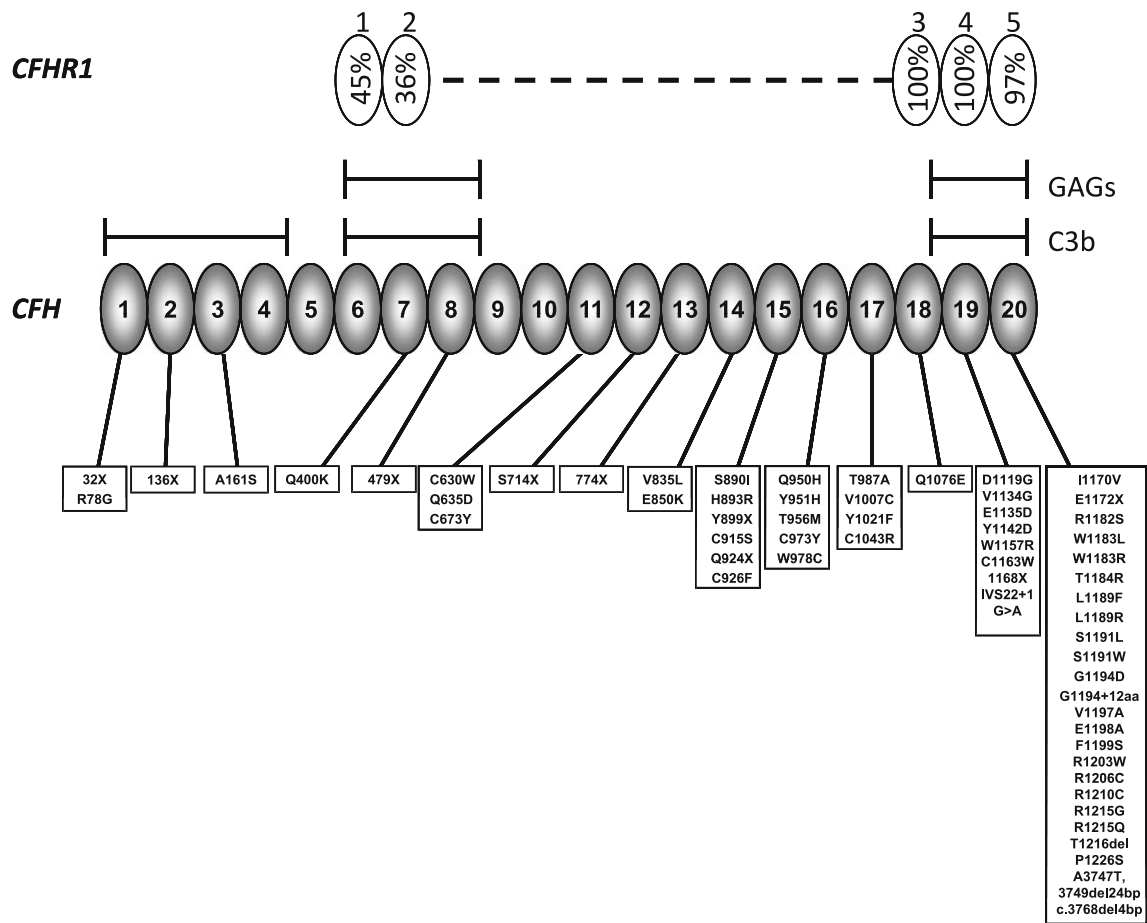 1 2 3 4 5
CFHR1 45% 36% 100% 100% 97%
GAGs
C3b
CFH 1 2 3 4 5 6 7 8 9 10 11 12 13 14 15 16 17 18 19 20
32X
R78G
136X
A161S
Q400K
479X
C630W
Q635D
C673Y
S714X
774X
V835L
E850K
S890I
H893R
Y899X
C915S
Q924X
C926F
Q950H
Y951H
T956M
C973Y
W978C
T987A
V1007C
Y1021F
C1043R
Q1076E
D1119G
V1134G
E1135D
Y1142D
W1157R
C1163W
1168X
IVS22+1
G>A
I1170V
E1172X
R1182S
W1183L
W1183R
T1184R
L1189F
L1189R
S1191L
S1191W
G1194D
G1194+12aa
V1197A
E1198A
F1199S
R1203W
R1206C
R1210C
R1215G
R1215Q
T1216del
P1226S
A3747T,
3749del24bp
c.3768del4bp